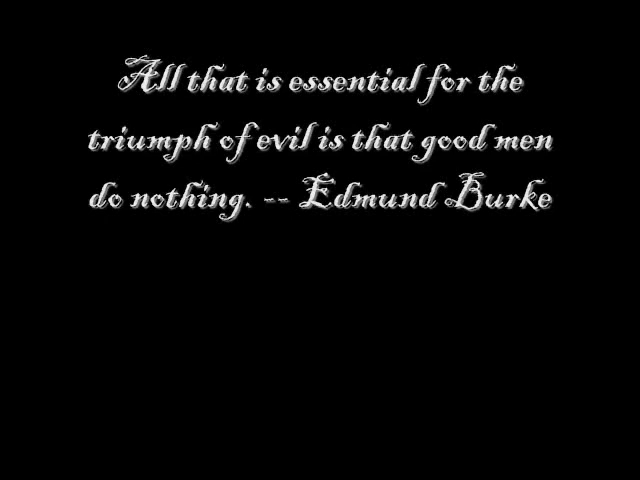 All that is essential for the
triumph of evil is that good men
do nothing. -- Edmund Burke